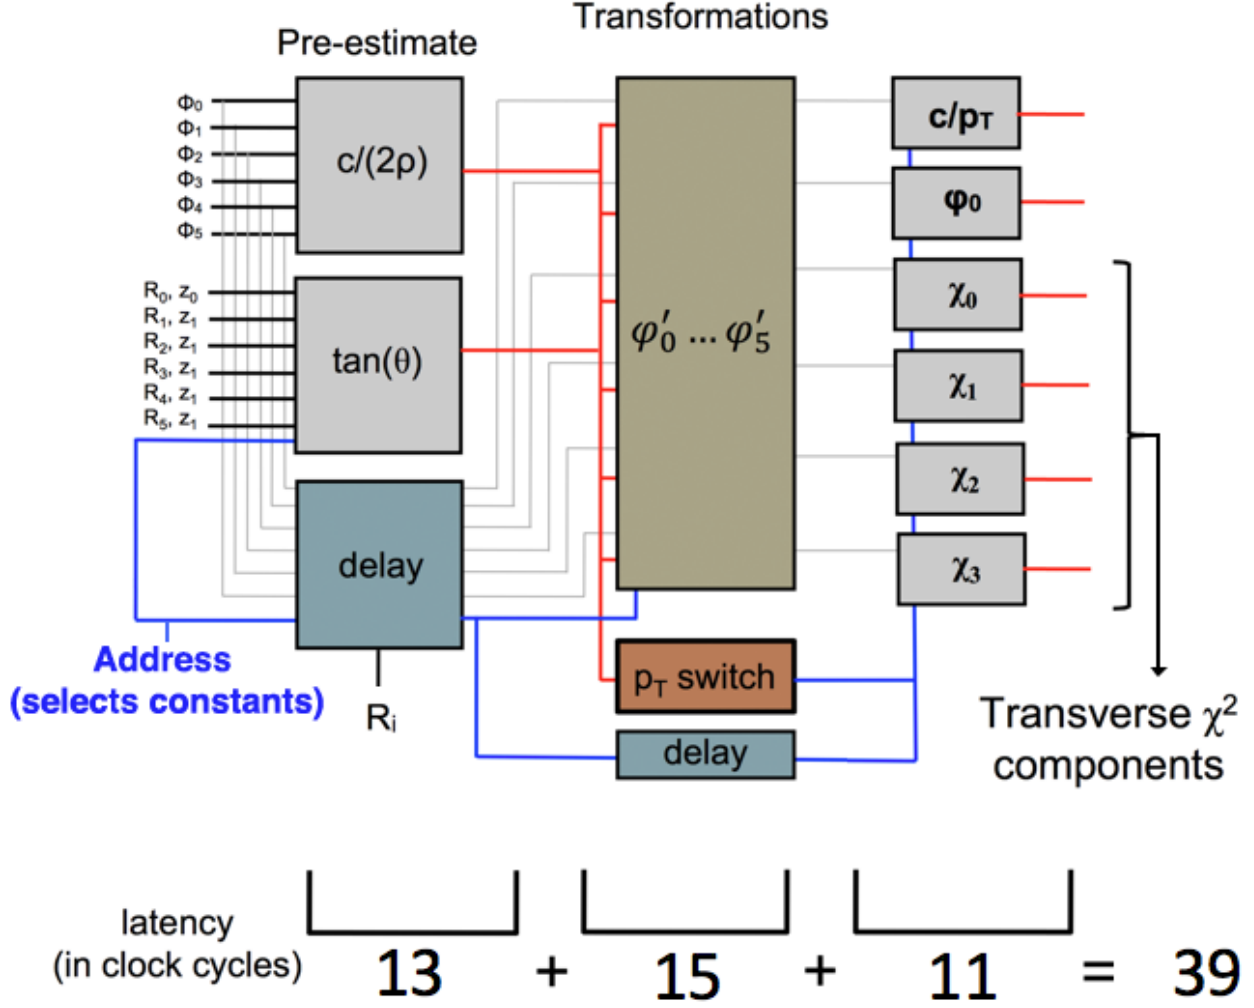 Transformations
Pre-estimate
Φ₀
Φ₁
Φ₂
Φ₃
Φ₄
Φ₅
c/(2ρ)
R₀, z₀
R₁, z₁
R₂, z₁
R₃, z₁
R₄, z₁
R₅, z₁
tan(θ)
delay
Address
(selects constants)
Rᵢ
φ′₀ ... φ′₅
p_T switch
delay
c/p_T
φ₀
χ₀
χ₁
χ₂
χ₃
Transverse χ²
components
latency
(in clock cycles)
13 + 15 + 11 = 39